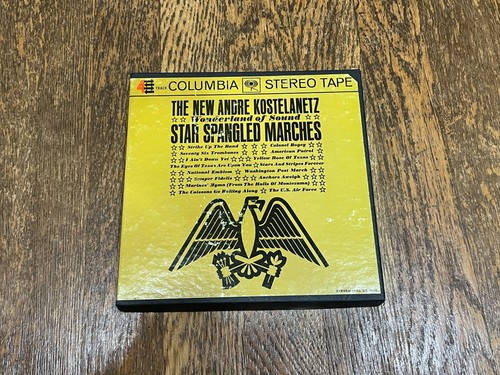 4 TRACK COLUMBIA STEREO TAPE
THE NEW ANDRE KOSTELANETZ
Wonderland of Sound
STAR SPANGLED MARCHES
☆ ☆ Strike Up The Band ☆ ☆ Colonel Bogey ☆ ☆
☆ Seventy Six Trombones ☆ ☆ American Patrol ☆
☆ I Ain't Down Yet ☆ ☆ Yellow Rose Of Texas ☆
The Eyes Of Texas Are Upon You ☆ Stars And Stripes Forever
☆ National Emblem ☆ Washington Post March ☆
☆ ☆ Semper Fidelis ☆ ☆ Anchors Aweigh ☆ ☆
☆ Marines' Hymn (From The Halls Of Montezuma) ☆
☆ The Caissons Go Rolling Along ☆ The U.S. Air Force ☆